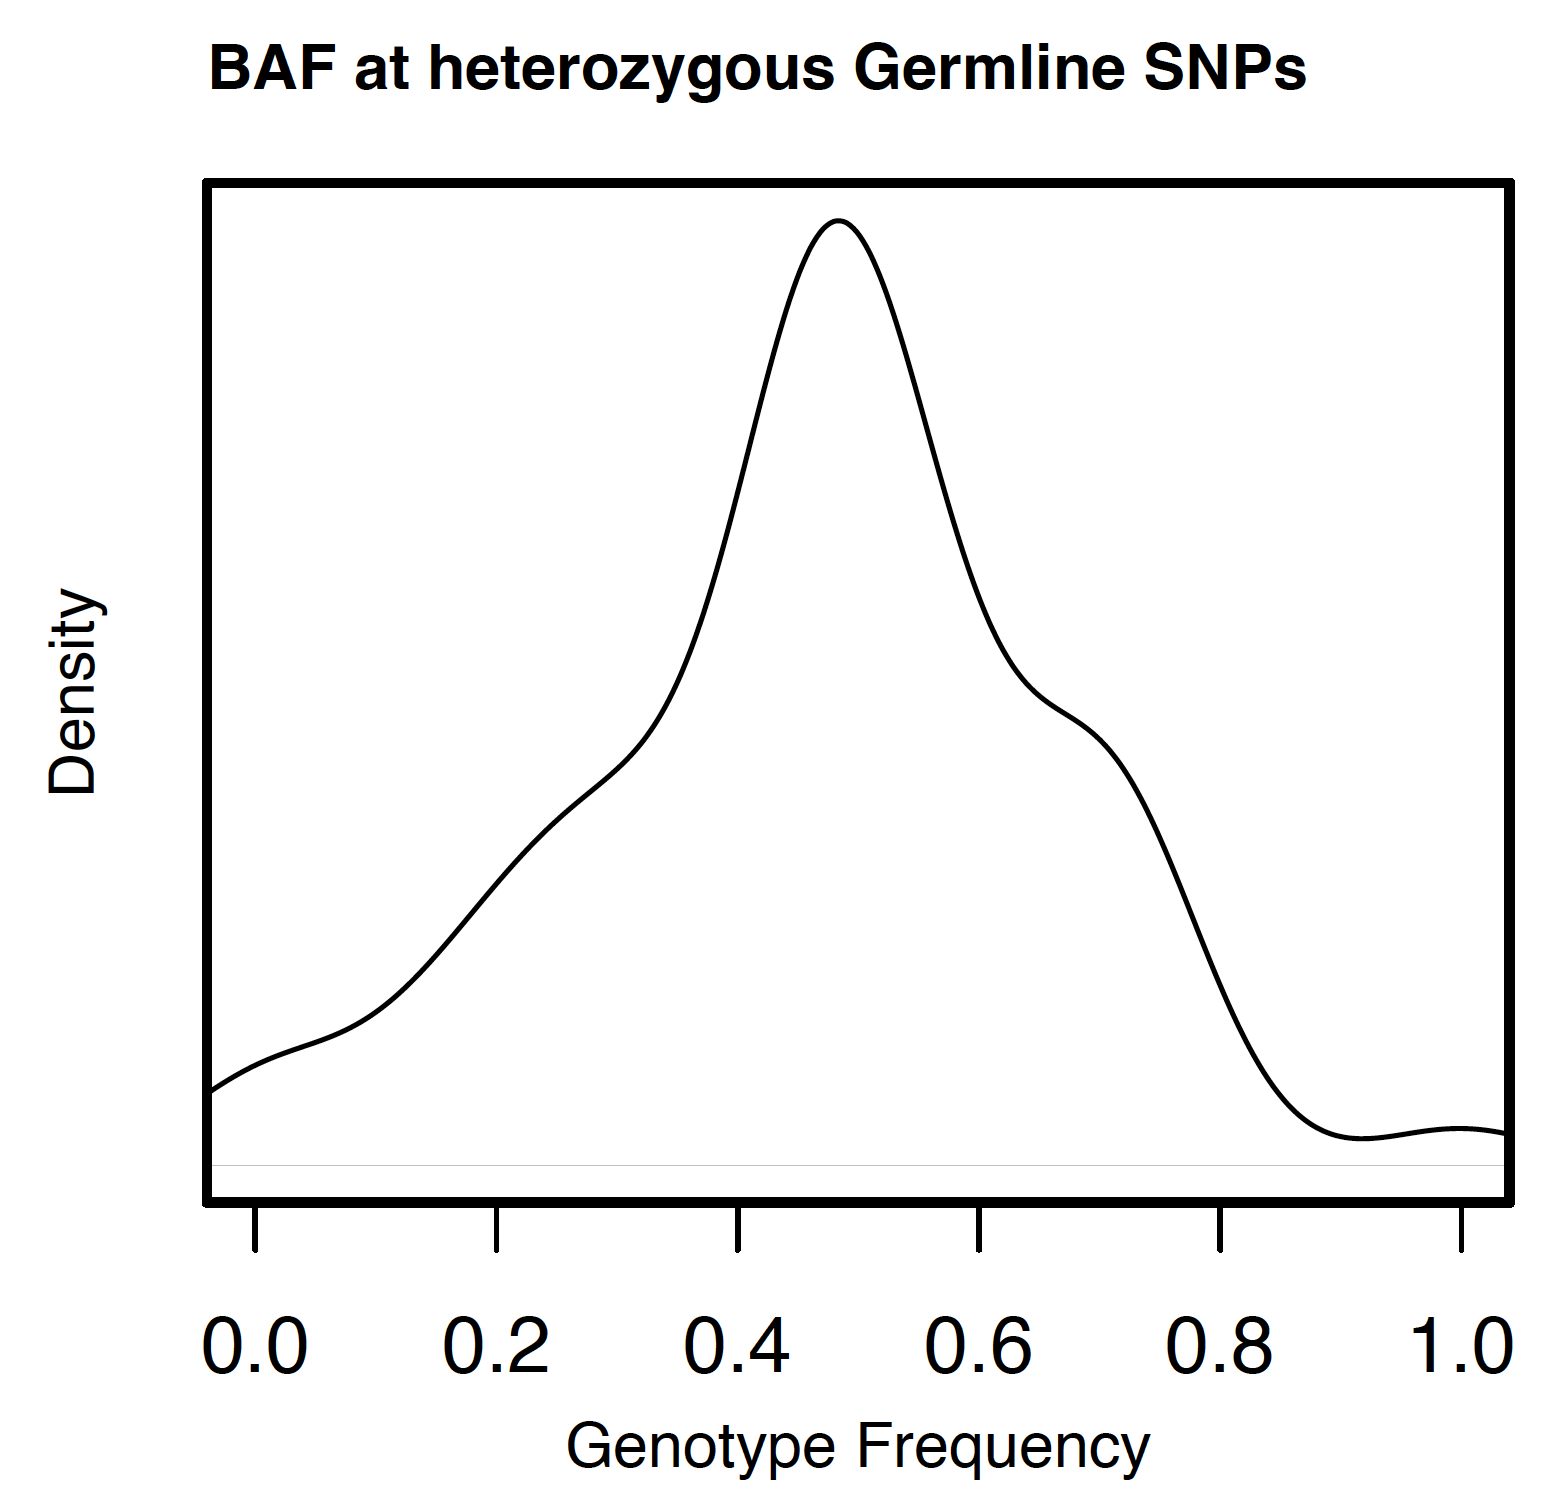 BAF at heterozygous Germline SNPs
Density
0.0 0.2 0.4 0.6 0.8 1.0
Genotype Frequency